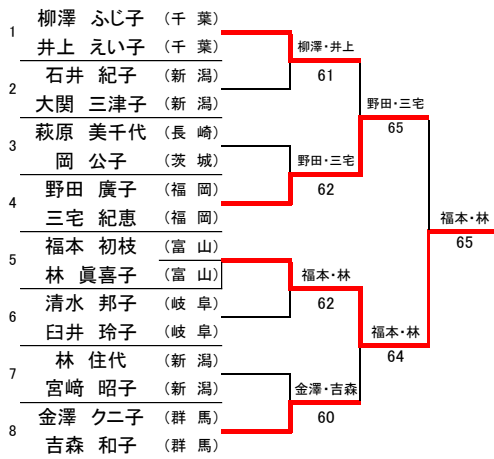 1
柳澤 ふじ子 (千 葉)
井上 えい子 (千 葉)
2
石井 紀子 (新 潟)
大関 三津子 (新 潟)
3
萩原 美千代 (長 崎)
岡 公子 (茨 城)
4
野田 廣子 (福 岡)
三宅 紀恵 (福 岡)
5
福本 初枝 (富 山)
林 眞喜子 (富 山)
6
清水 邦子 (岐 阜)
臼井 玲子 (岐 阜)
7
林 住代 (新 潟)
宮﨑 昭子 (新 潟)
8
金澤 クニ子 (群 馬)
吉森 和子 (群 馬)
柳澤・井上
61
野田・三宅
62
福本・林
62
金澤・吉森
60
野田・三宅
65
福本・林
64
福本・林
65